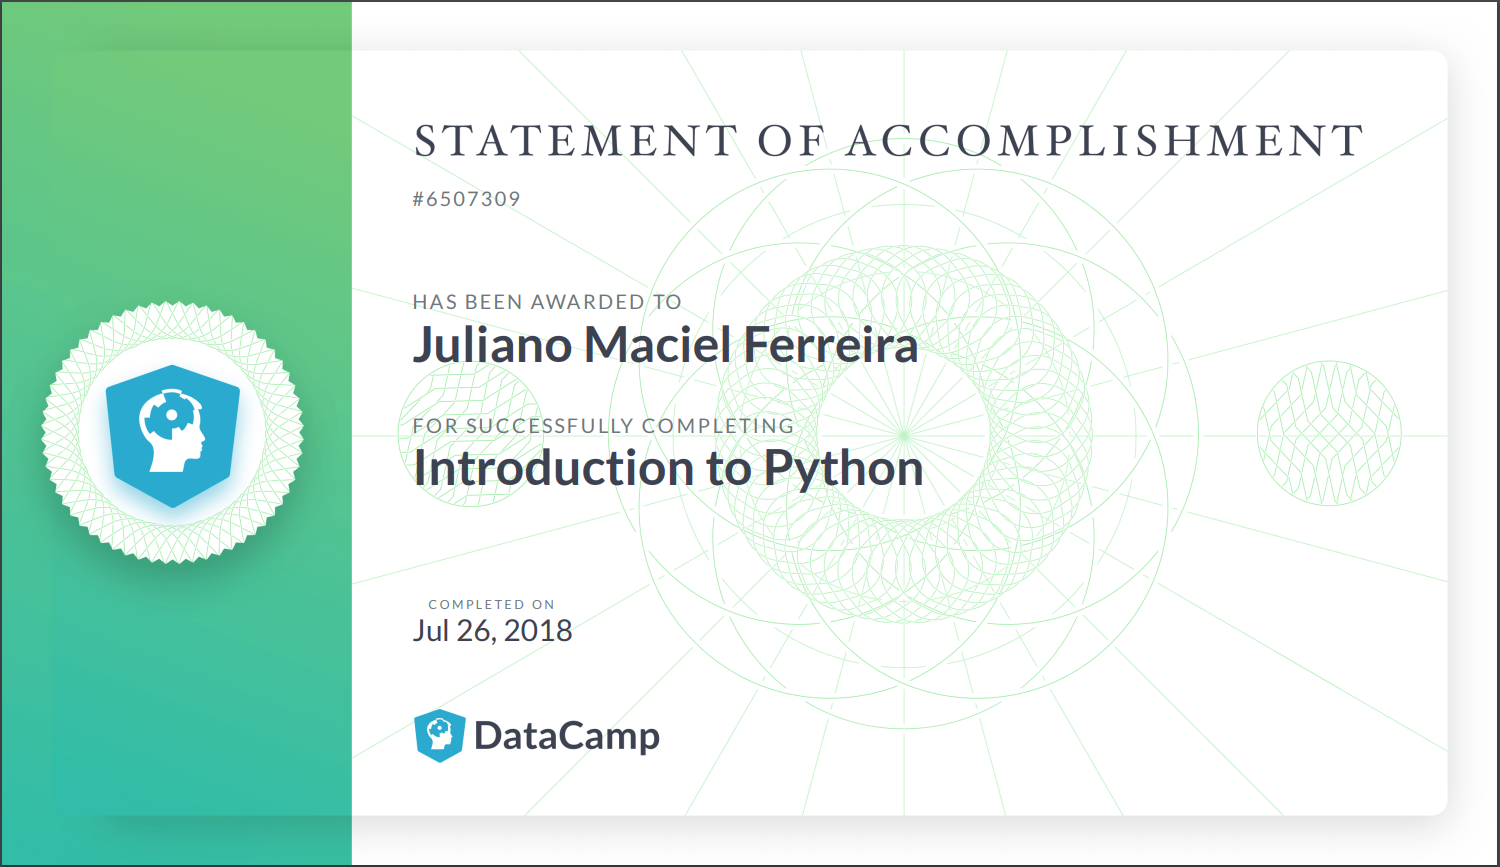 STATEMENT OF ACCOMPLISHMENT
#6507309
HAS BEEN AWARDED TO
Juliano Maciel Ferreira
FOR SUCCESSFULLY COMPLETING
Introduction to Python
COMPLETED ON
Jul 26, 2018
DataCamp